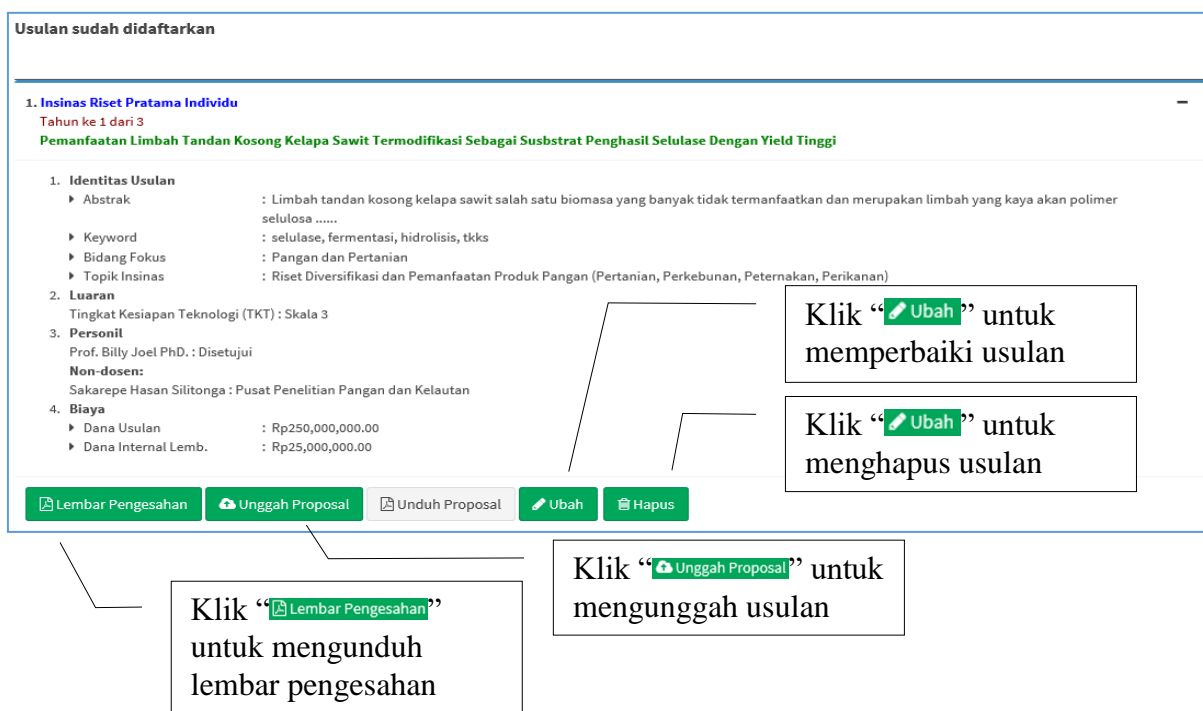 Usulan sudah didaftarkan
1. Insinas Riset Pratama Individu
Tahun ke 1 dari 3
Pemanfaatan Limbah Tandan Kosong Kelapa Sawit Termodifikasi Sebagai Susbstrat Penghasil Selulase Dengan Yield Tinggi
1. Identitas Usulan
Abstrak : Limbah tandan kosong kelapa sawit salah satu biomasa yang banyak tidak termanfaatkan dan merupakan limbah yang kaya akan polimer
selulosa ......
Keyword : selulase, fermentasi, hidrolisis, tkks
Bidang Fokus : Pangan dan Pertanian
Topik Insinas : Riset Diversifikasi dan Pemanfaatan Produk Pangan (Pertanian, Perkebunan, Peternakan, Perikanan)
2. Luaran
Tingkat Kesiapan Teknologi (TKT) : Skala 3
3. Personil
Prof. Billy Joel PhD. : Disetujui
Non-dosen:
Sakarepe Hasan Silitonga : Pusat Penelitian Pangan dan Kelautan
4. Biaya
Dana Usulan : Rp250,000,000.00
Dana Internal Lemb. : Rp25,000,000.00
Klik “Ubah” untuk
memperbaiki usulan
Klik “Ubah” untuk
menghapus usulan
Lembar Pengesahan Unggah Proposal Unduh Proposal Ubah Hapus
Klik “Unggah Proposal” untuk
mengunggah usulan
Klik “Lembar Pengesahan”
untuk mengunduh
lembar pengesahan